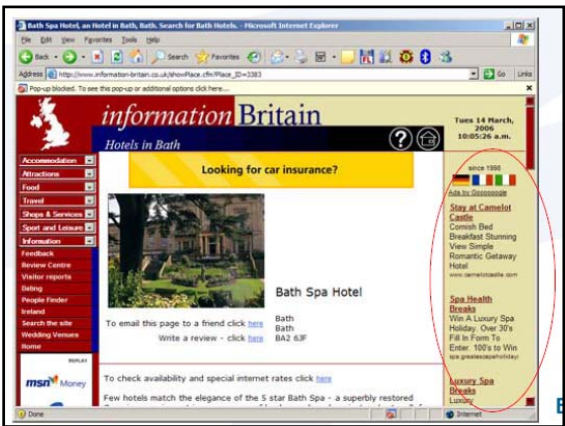 Bath Spa Hotel, an Hotel in Bath, Bath. Search for Bath Hotels. - Microsoft Internet Explorer
File Edit View Favorites Tools Help
Back Search Favorites
Address http://www.information-britain.co.uk/showPlace.cfm?Place_ID=3383 Go Links
Pop-up blocked. To see this pop-up or additional options click here...
information Britain
Hotels in Bath
Tues 14 March,
2006
10:05:26 a.m.
Accommodation
Attractions
Food
Travel
Shops & Services
Sport and Leisure
Information
Feedback
Review Centre
Visitor reports
Dating
People Finder
Ireland
Search the site
Wedding Venues
Home
REPLAY
msn Money
Looking for car insurance?
Bath Spa Hotel
To email this page to a friend click here
Write a review - click here
Bath
Bath
BA2 6JF
To check availability and special internet rates click here
Few hotels match the elegance of the 5 star Bath Spa - a superbly restored
since 1998
Ads by Goooooogle
Stay at Camelot
Castle
Cornish Bed
Breakfast Stunning
View Simple
Romantic Getaway
Hotel
www.camelotcastle.com
Spa Health
Breaks
Win A Luxury Spa
Holiday. Over 30's
Fill In Form To
Enter. 100's to Win
spa.greatescapeholiday
Luxury Spa
Breaks
Luxury
Done
Internet